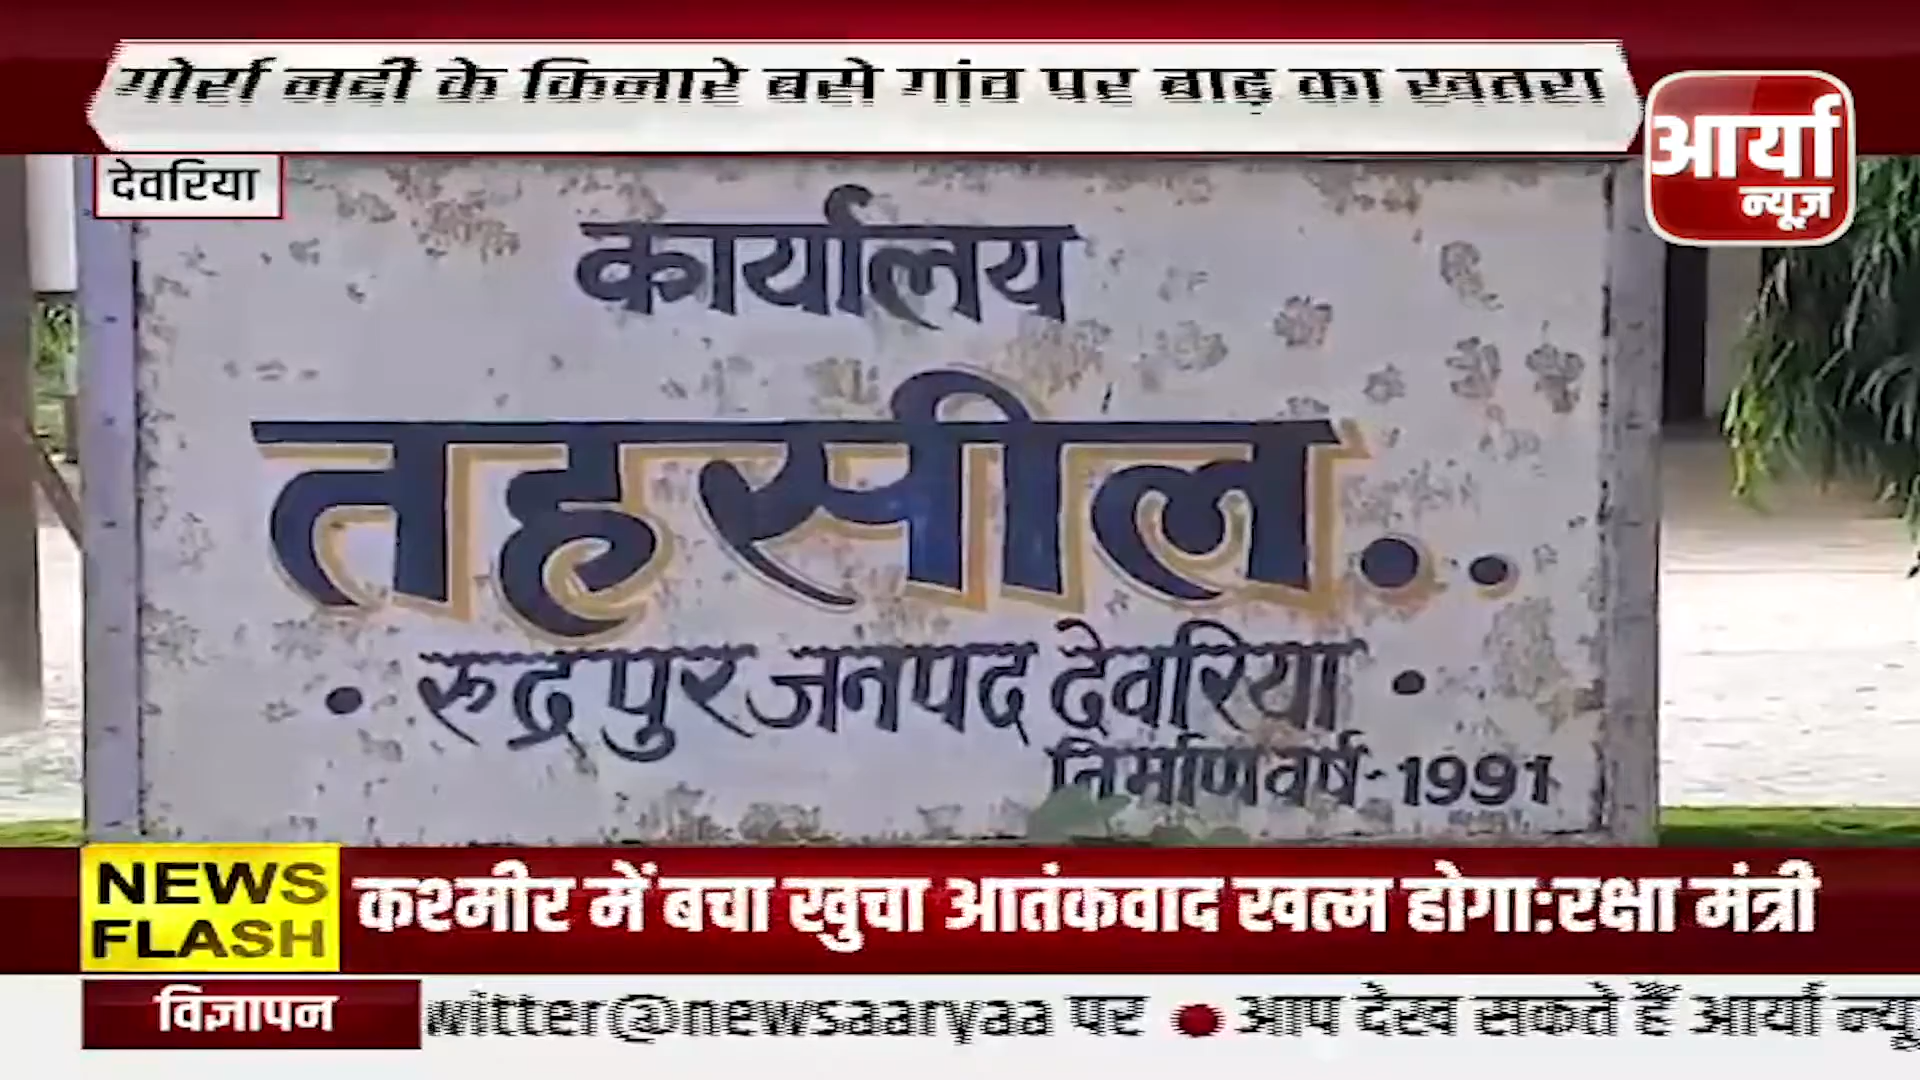 गोर्रा नदी के किनारे बसे गांव पर बाढ़ का खतरा
आर्या
न्यूज़
देवरिया
कार्यालय
तहसील..
• रुद्रपुर जनपद देवरिया •
निर्माण वर्ष-1991
NEWS
FLASH
कश्मीर में बचा खुचा आतंकवाद खत्म होगा:रक्षा मंत्री
विज्ञापन
witter@newsaaryaa पर ●आप देख सकते हैं आर्या न्यू